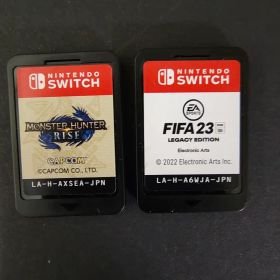 NINTENDO
SWITCH
MONSTER HUNTER
RISE
CAPCOM
©CAPCOM CO., LTD.
LA-H-AXSEA-JPN
NINTENDO
SWITCH
EA
SPORTS
FIFA 23
LEGACY EDITION
Electronic Arts
© 2022 Electronic Arts Inc.
LA-H-A6WJA-JPN